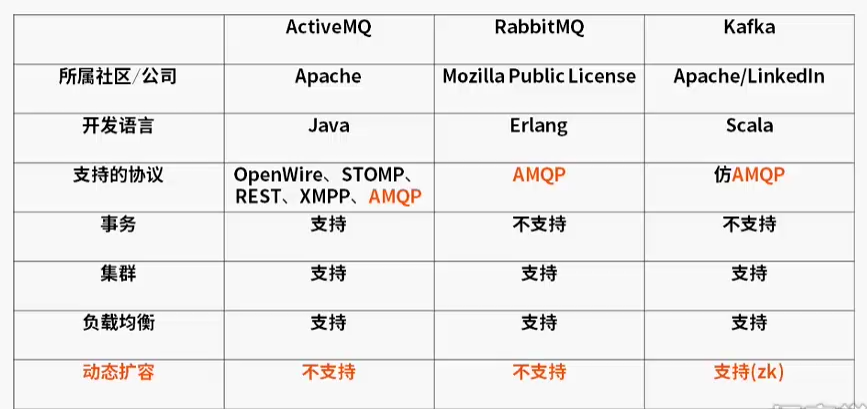 ActiveMQ RabbitMQ Kafka
所属社区/公司 Apache Mozilla Public License Apache/LinkedIn
开发语言 Java Erlang Scala
支持的协议 OpenWire、STOMP、 AMQP 仿AMQP
REST、XMPP、AMQP
事务 支持 不支持 不支持
集群 支持 支持 支持
负载均衡 支持 支持 支持
动态扩容 不支持 不支持 支持(zk)